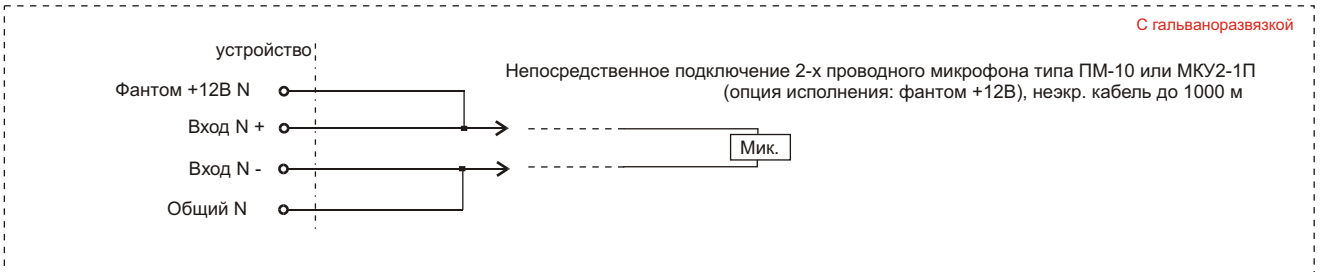 С гальваноразвязкой
устройство
Непосредственное подключение 2-х проводного микрофона типа ПМ-10 или МКУ2-1П
(опция исполнения: фантом +12В), неэкр. кабель до 1000 м
Фантом +12В N
Вход N +
Мик.
Вход N -
Общий N